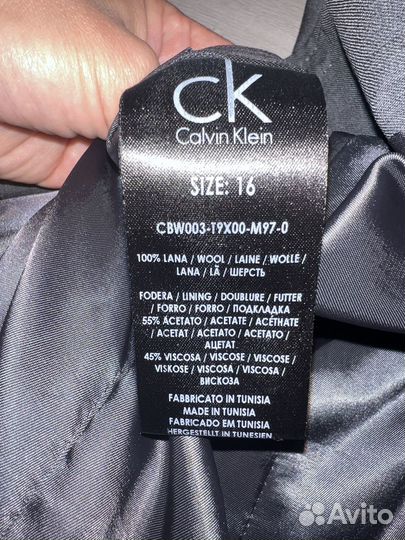 CK
Calvin Klein
SIZE: 16
CBW003-T9X00-M97-0
100% LANA / WOOL / LAINE / WOLLE /
LANA / LÃ / ШЕРСТЬ
FODERA / LINING / DOUBLURE / FUTTER
/ FORRO / FORRO / ПОДКЛАДКА
55% ACETATO / ACETATE / ACÉTHATE
/ ACETAT / ACETATO / ACETATO /
АЦЕТАТ
45% VISCOSA / VISCOSE / VISCOSE /
VISKOSE / VISCOSA / VISCOSA /
ВИСКОЗА
FABBRICATO IN TUNISIA
MADE IN TUNISIA
FABRICADO EM TUNISIA
HERGESTELLT IN TUNESIEN
Avito